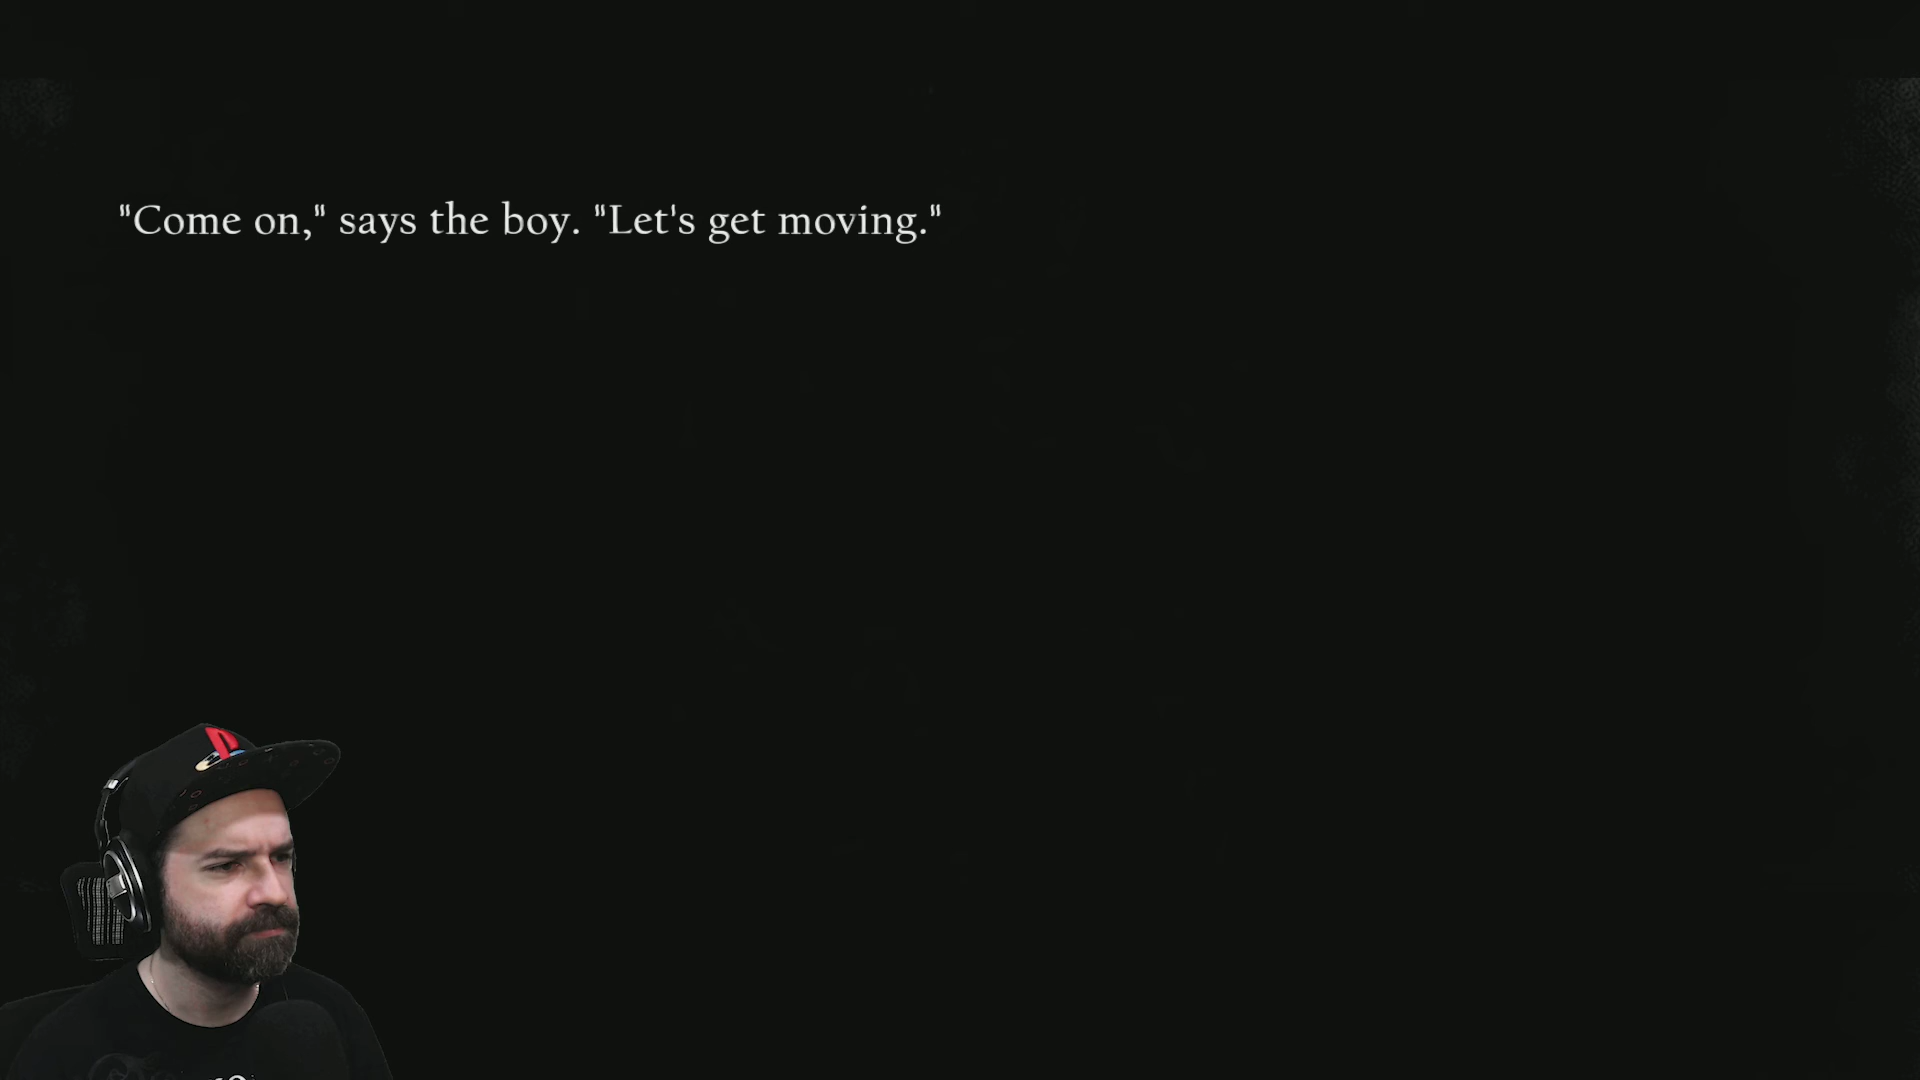 "Come on," says the boy. "Let's get moving."